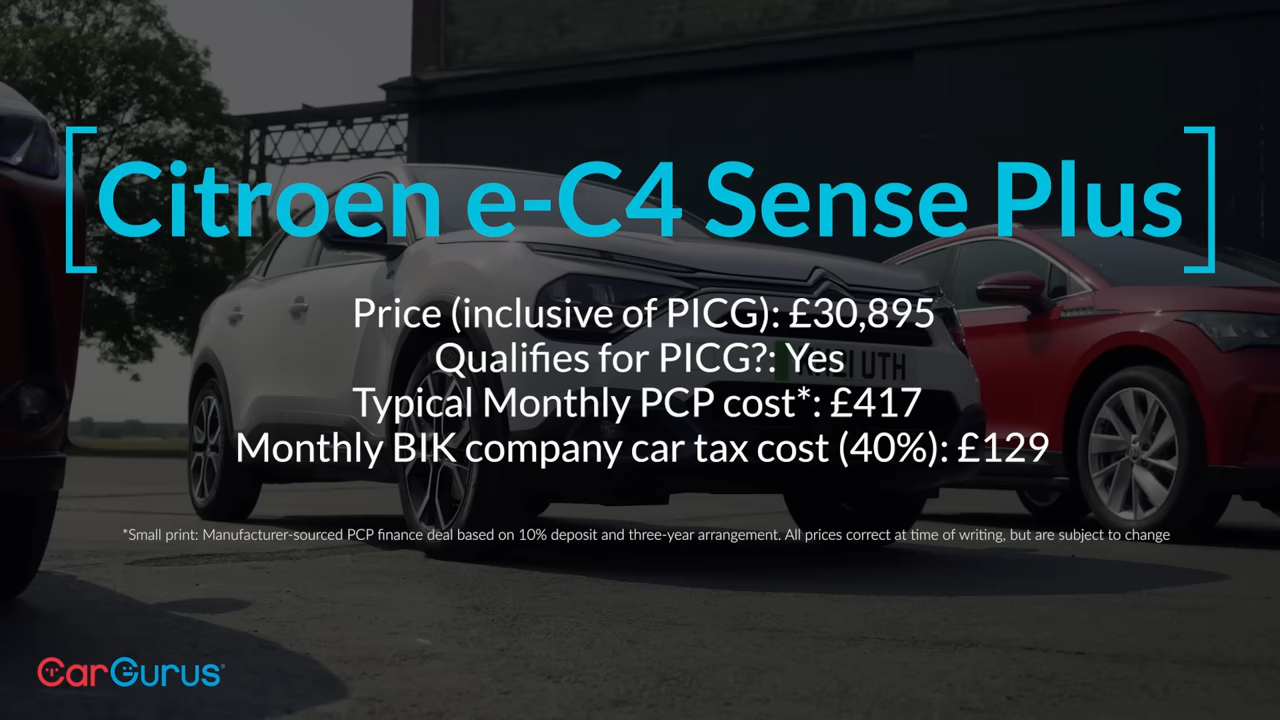 Citroen e-C4 Sense Plus
Price (inclusive of PICG): £30,895
Qualifies for PICG?: Yes
Typical Monthly PCP cost*: £417
Monthly BIK company car tax cost (40%): £129
*Small print: Manufacturer-sourced PCP finance deal based on 10% deposit and three-year arrangement. All prices correct at time of writing, but are subject to change
CarGurus